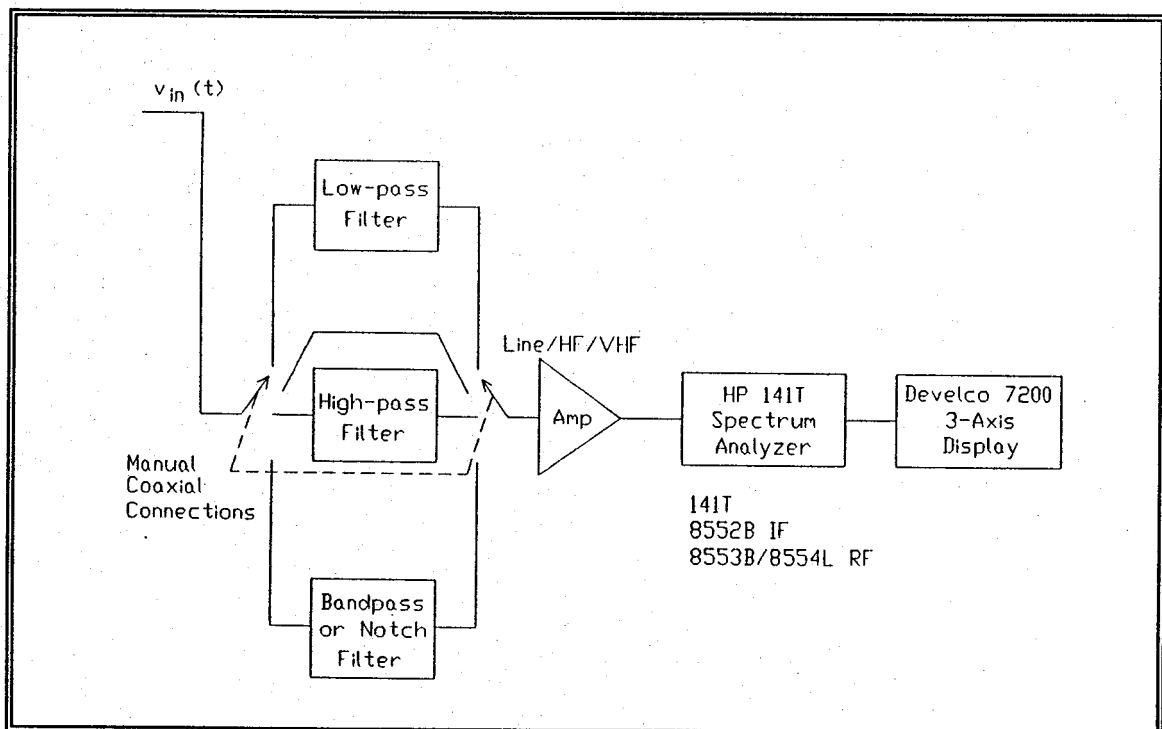 v in (t)
Low-pass
Filter
Line/HF/VHF
High-pass
Filter
Amp
HP 141T
Spectrum
Analyzer
Develco 7200
3-Axis
Display
Manual
Coaxial
Connections
141T
8552B IF
8553B/8554L RF
Bandpass
or Notch
Filter